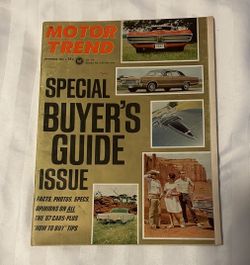 MOTOR
TREND
SPECIAL
BUYER'S
GUIDE
ISSUE
FACTS, PHOTOS, SPECS,
OPINIONS ON ALL
THE '67 CARS-PLUS
'HOW TO BUY' TIPS